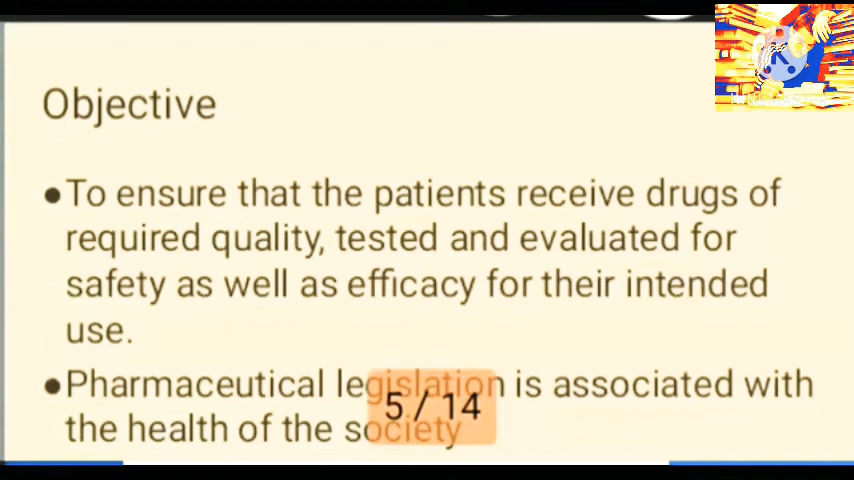 Objective
●To ensure that the patients receive drugs of
required quality, tested and evaluated for
safety as well as efficacy for their intended
use.
●Pharmaceutical legislation is associated with
the health of the society
5 / 14
K